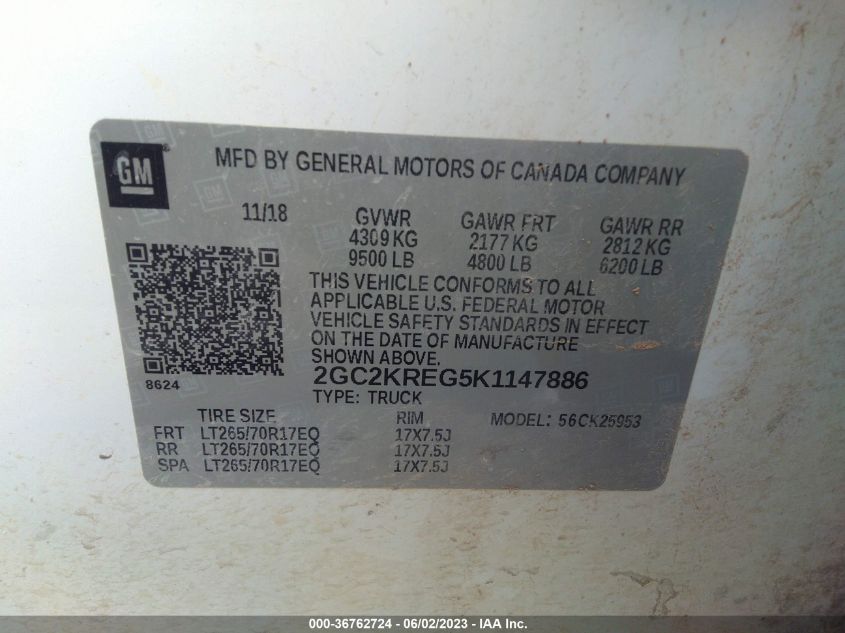 GM
MFD BY GENERAL MOTORS OF CANADA COMPANY
11/18 GVWR GAWR FRT GAWR RR
4309 KG 2177 KG 2812 KG
9500 LB 4800 LB 6200 LB
THIS VEHICLE CONFORMS TO ALL
APPLICABLE U.S. FEDERAL MOTOR
VEHICLE SAFETY STANDARDS IN EFFECT
ON THE DATE OF MANUFACTURE
SHOWN ABOVE.
8624
2GC2KREG5K1147886
TYPE: TRUCK
TIRE SIZE RIM MODEL: 56CK25953
FRT LT265/70R17EQ 17X7.5J
RR LT265/70R17EQ 17X7.5J
SPA LT265/70R17EQ 17X7.5J
000-36762724 - 06/02/2023 - IAA Inc.